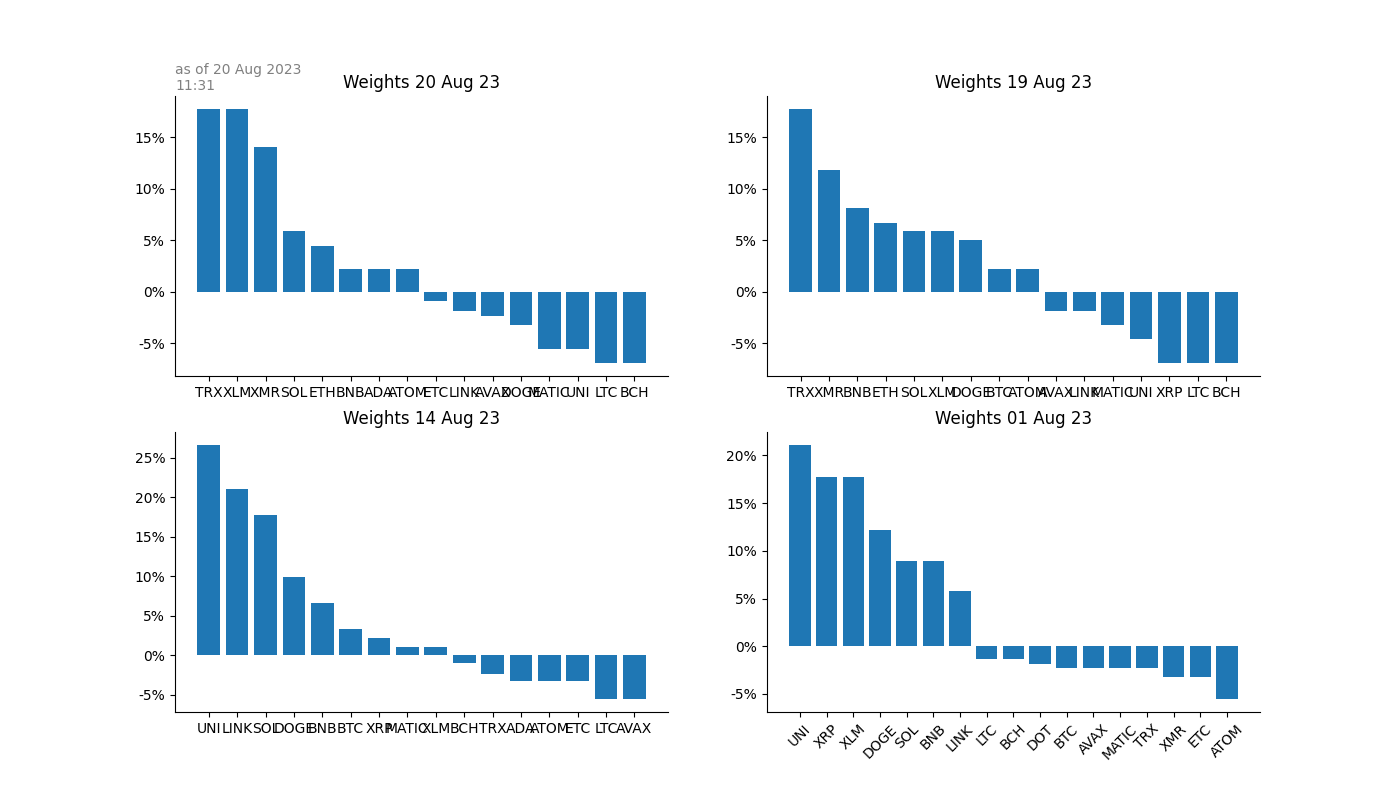 as of 20 Aug 2023
11:31
Weights 20 Aug 23
15%
10%
5%
0%
-5%
TRX XLM XMR SOL ETH BNB ADA ATOM ETC LINK AVAX DOGE MATIC UNI LTC BCH
Weights 19 Aug 23
15%
10%
5%
0%
-5%
TRX XMR BNB ETH SOL XLM DOGE BTC ATOM AVAX LINK MATIC UNI XRP LTC BCH
Weights 14 Aug 23
25%
20%
15%
10%
5%
0%
-5%
UNI LINK SOL DOGE BNB BTC XRP MATIC XLM BCH TRX ADA ATOM ETC LTC AVAX
Weights 01 Aug 23
20%
15%
10%
5%
0%
-5%
UNI XRP XLM DOGE SOL BNB LINK LTC BCH DOT BTC AVAX MATIC TRX XMR ETC ATOM